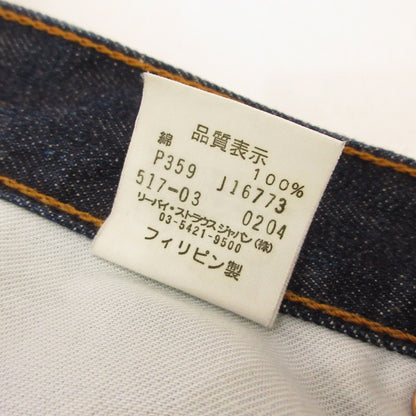 品質表示
綿 100%
P359 J16773
517-03 0204
リーバイ・ストラウス ジャパン(株)
03-5421-9500
フィリピン製